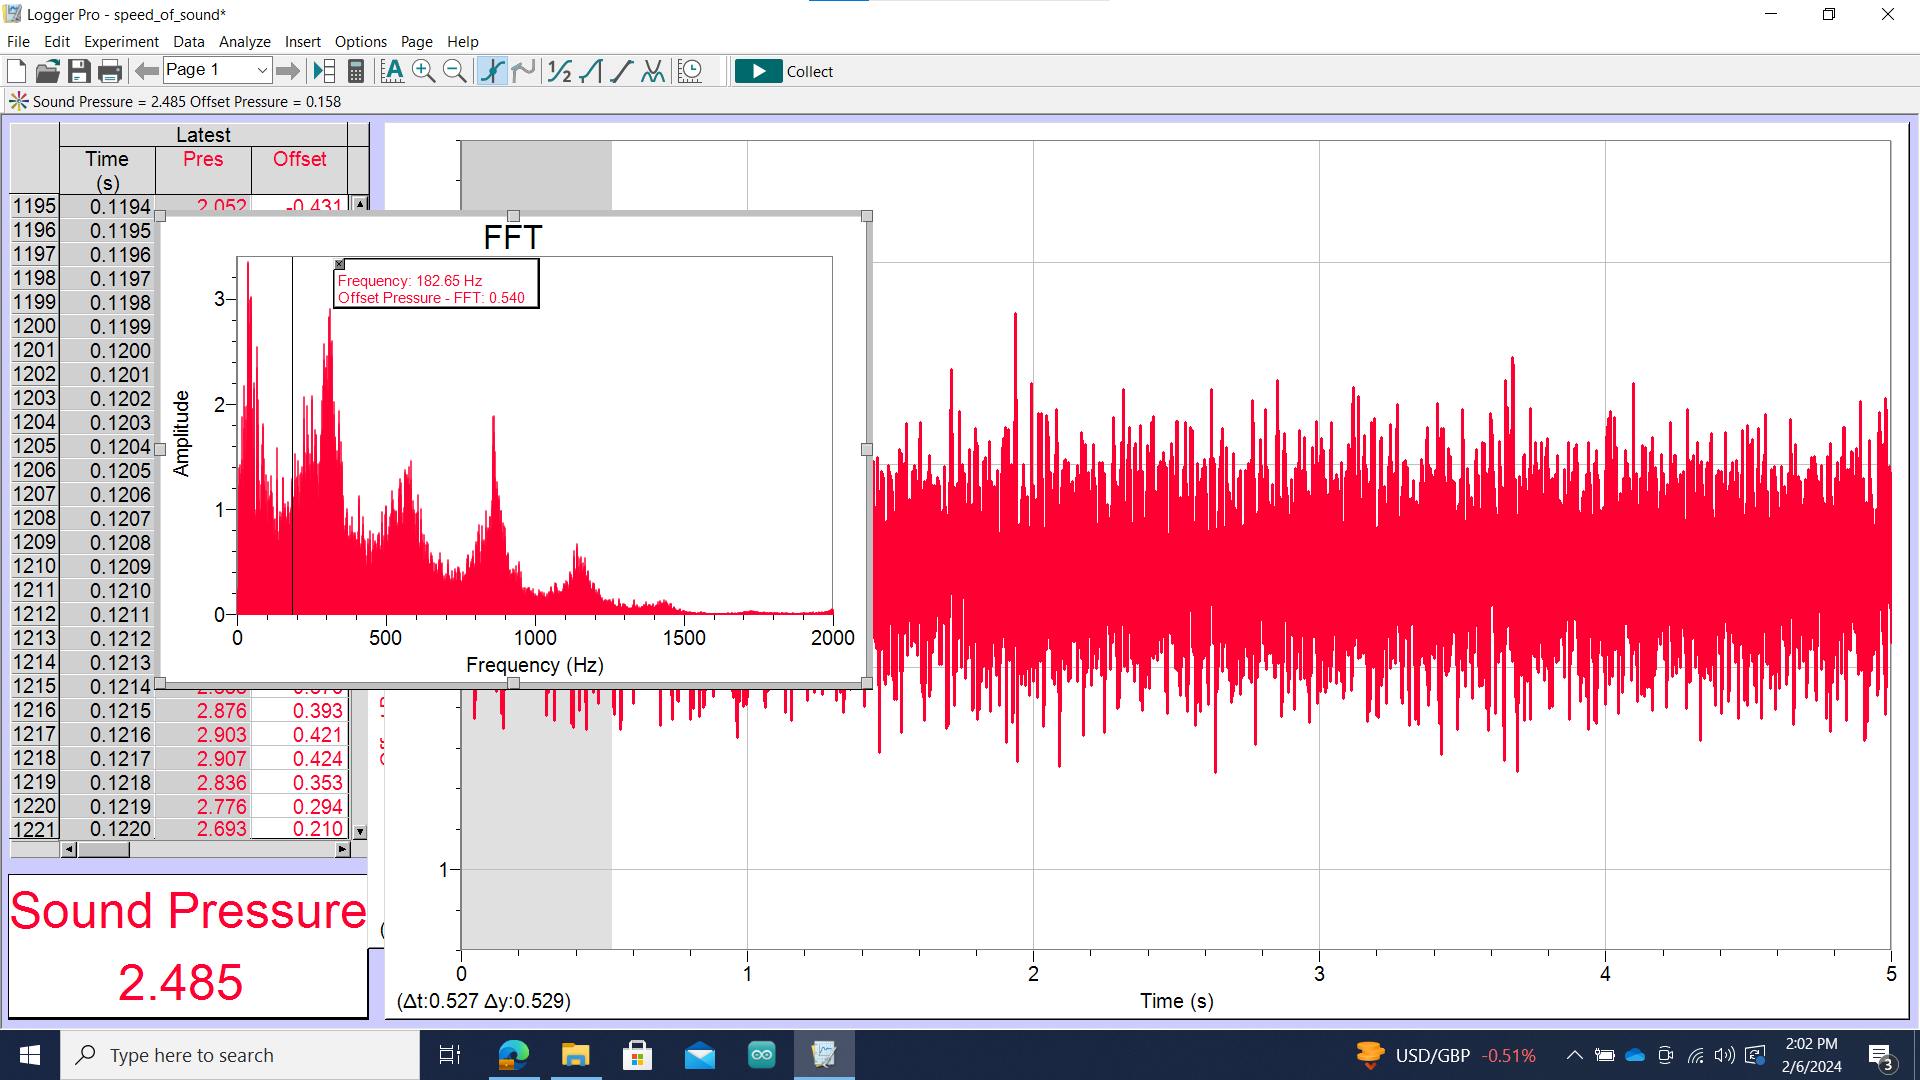 Logger Pro - speed_of_sound*
File Edit Experiment Data Analyze Insert Options Page Help
Page 1
Collect
Sound Pressure = 2.485 Offset Pressure = 0.158
Latest
Time (s) Pres Offset
1195 0.1194 2.052 -0.431
1196 0.1195
1197 0.1196
1198 0.1197
1199 0.1198
1200 0.1199
1201 0.1200
1202 0.1201
1203 0.1202
1204 0.1203
1205 0.1204
1206 0.1205
1207 0.1206
1208 0.1207
1209 0.1208
1210 0.1209
1211 0.1210
1212 0.1211
1213 0.1212
1214 0.1213
1215 0.1214
1216 0.1215 2.876 0.393
1217 0.1216 2.903 0.421
1218 0.1217 2.907 0.424
1219 0.1218 2.836 0.353
1220 0.1219 2.776 0.294
1221 0.1220 2.693 0.210
FFT
Frequency: 182.65 Hz
Offset Pressure - FFT: 0.540
Amplitude
3
2
1
0
0 500 1000 1500 2000
Frequency (Hz)
Sound Pressure
2.485
1
0 1 2 3 4 5
(Δt:0.527 Δy:0.529)
Time (s)
Type here to search
USD/GBP -0.51%
2:02 PM
2/6/2024
3